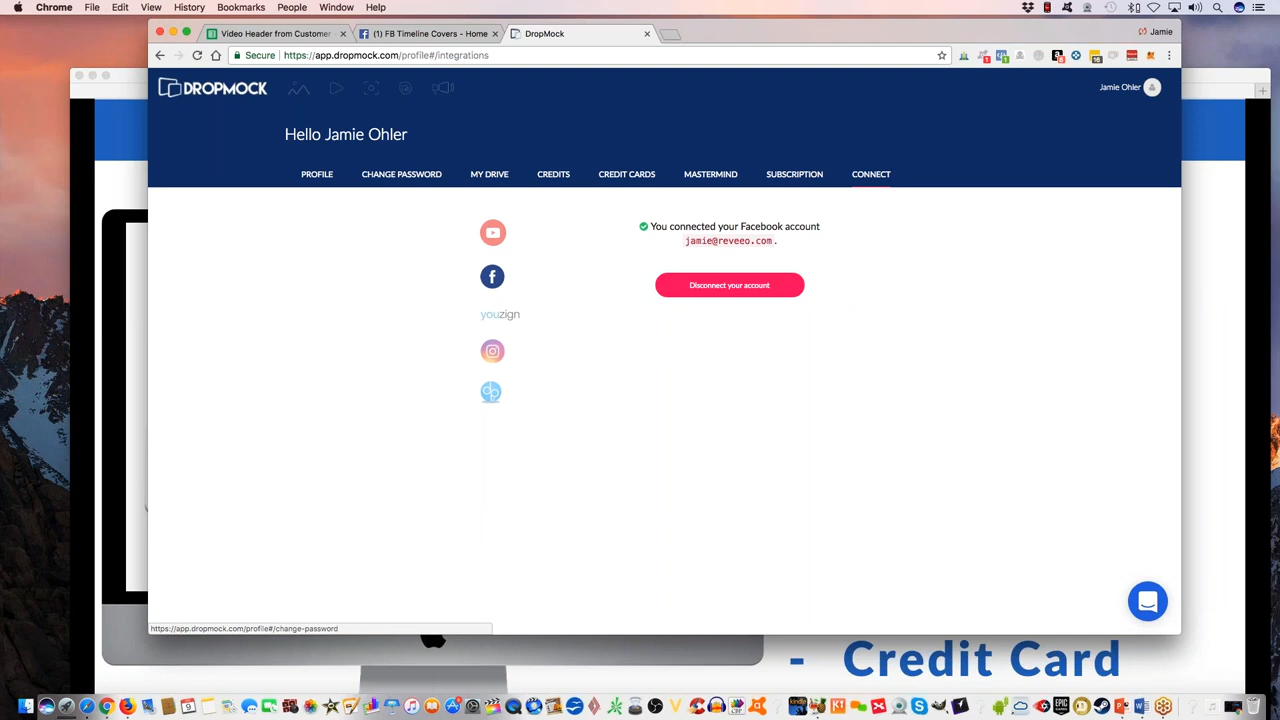 Chrome File Edit View History Bookmarks People Window Help
Video Header from Customer
(1) FB Timeline Covers - Home
DropMock
Jamie
Secure https://app.dropmock.com/profile#/integrations
DROPMOCK
Jamie Ohler
Hello Jamie Ohler
PROFILE CHANGE PASSWORD MY DRIVE CREDITS CREDIT CARDS MASTERMIND SUBSCRIPTION CONNECT
You connected your Facebook account
jamie@reveeo.com .
Disconnect your account
youzign
dp
https://app.dropmock.com/profile#/change-password
- Credit Card